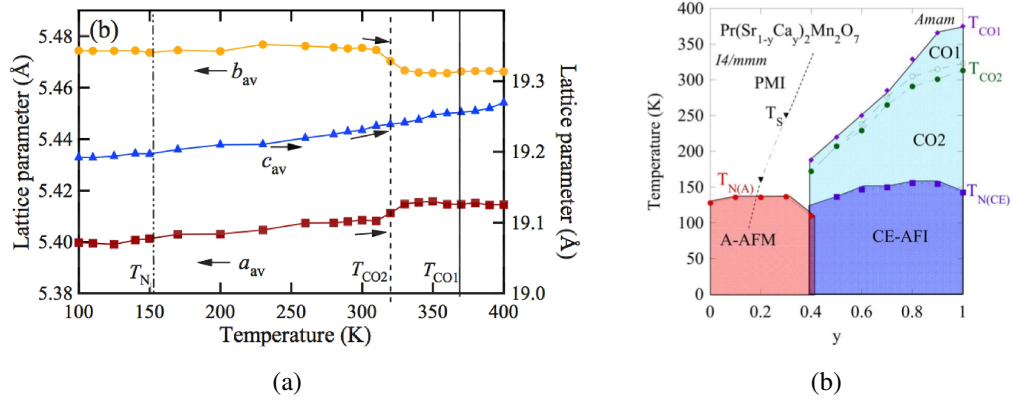 (b)
5.48
5.46
5.44
5.42
5.40
5.38
Lattice parameter (Å)
b_av
c_av
a_av
T_N
T_CO2
T_CO1
19.3
19.2
19.1
19.0
Lattice parameter (Å)
100 150 200 250 300 350 400
Temperature (K)
(a)
400
350
300
250
200
150
100
50
0
Temperature (K)
Pr(Sr_{1-y}Ca_y)_2Mn_2O_7
I4/mmm
PMI
T_S
Amam
T_CO1
CO1
T_CO2
CO2
T_N(A)
T_N(CE)
A-AFM
CE-AFI
0 0.2 0.4 0.6 0.8 1
y
(b)